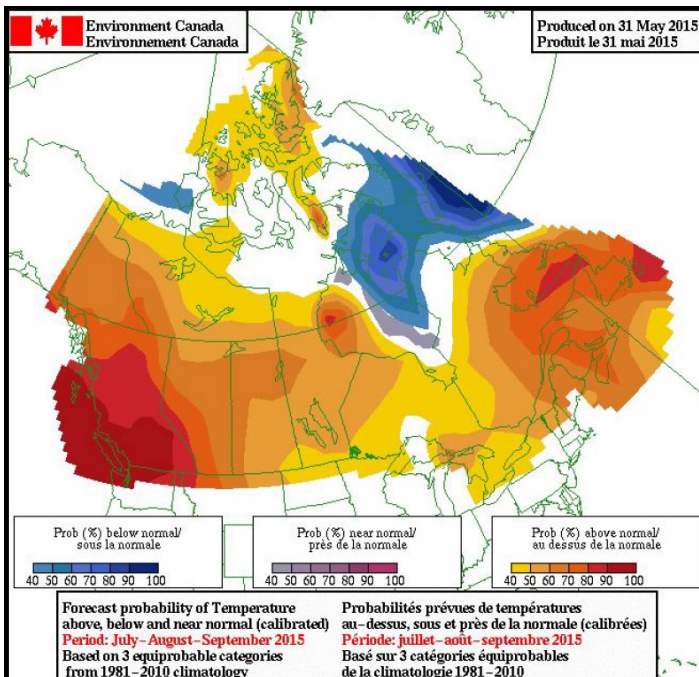 Environment Canada
Environnement Canada
Produced on 31 May 2015
Produit le 31 mai 2015
Prob (%) below normal/
sous la normale
40 50 60 70 80 90 100
Prob (%) near normal/
près de la normale
40 50 60 70 80 90 100
Prob (%) above normal/
au dessus de la normale
40 50 60 70 80 90 100
Forecast probability of Temperature
above, below and near normal (calibrated)
Period: July-August-September 2015
Based on 3 equiprobable categories
from 1981-2010 climatology
Probabilités prévues de températures
au-dessus, sous et près de la normale (calibrées)
Période: juillet-août-septembre 2015
Basé sur 3 catégories équiprobables
de la climatologie 1981-2010